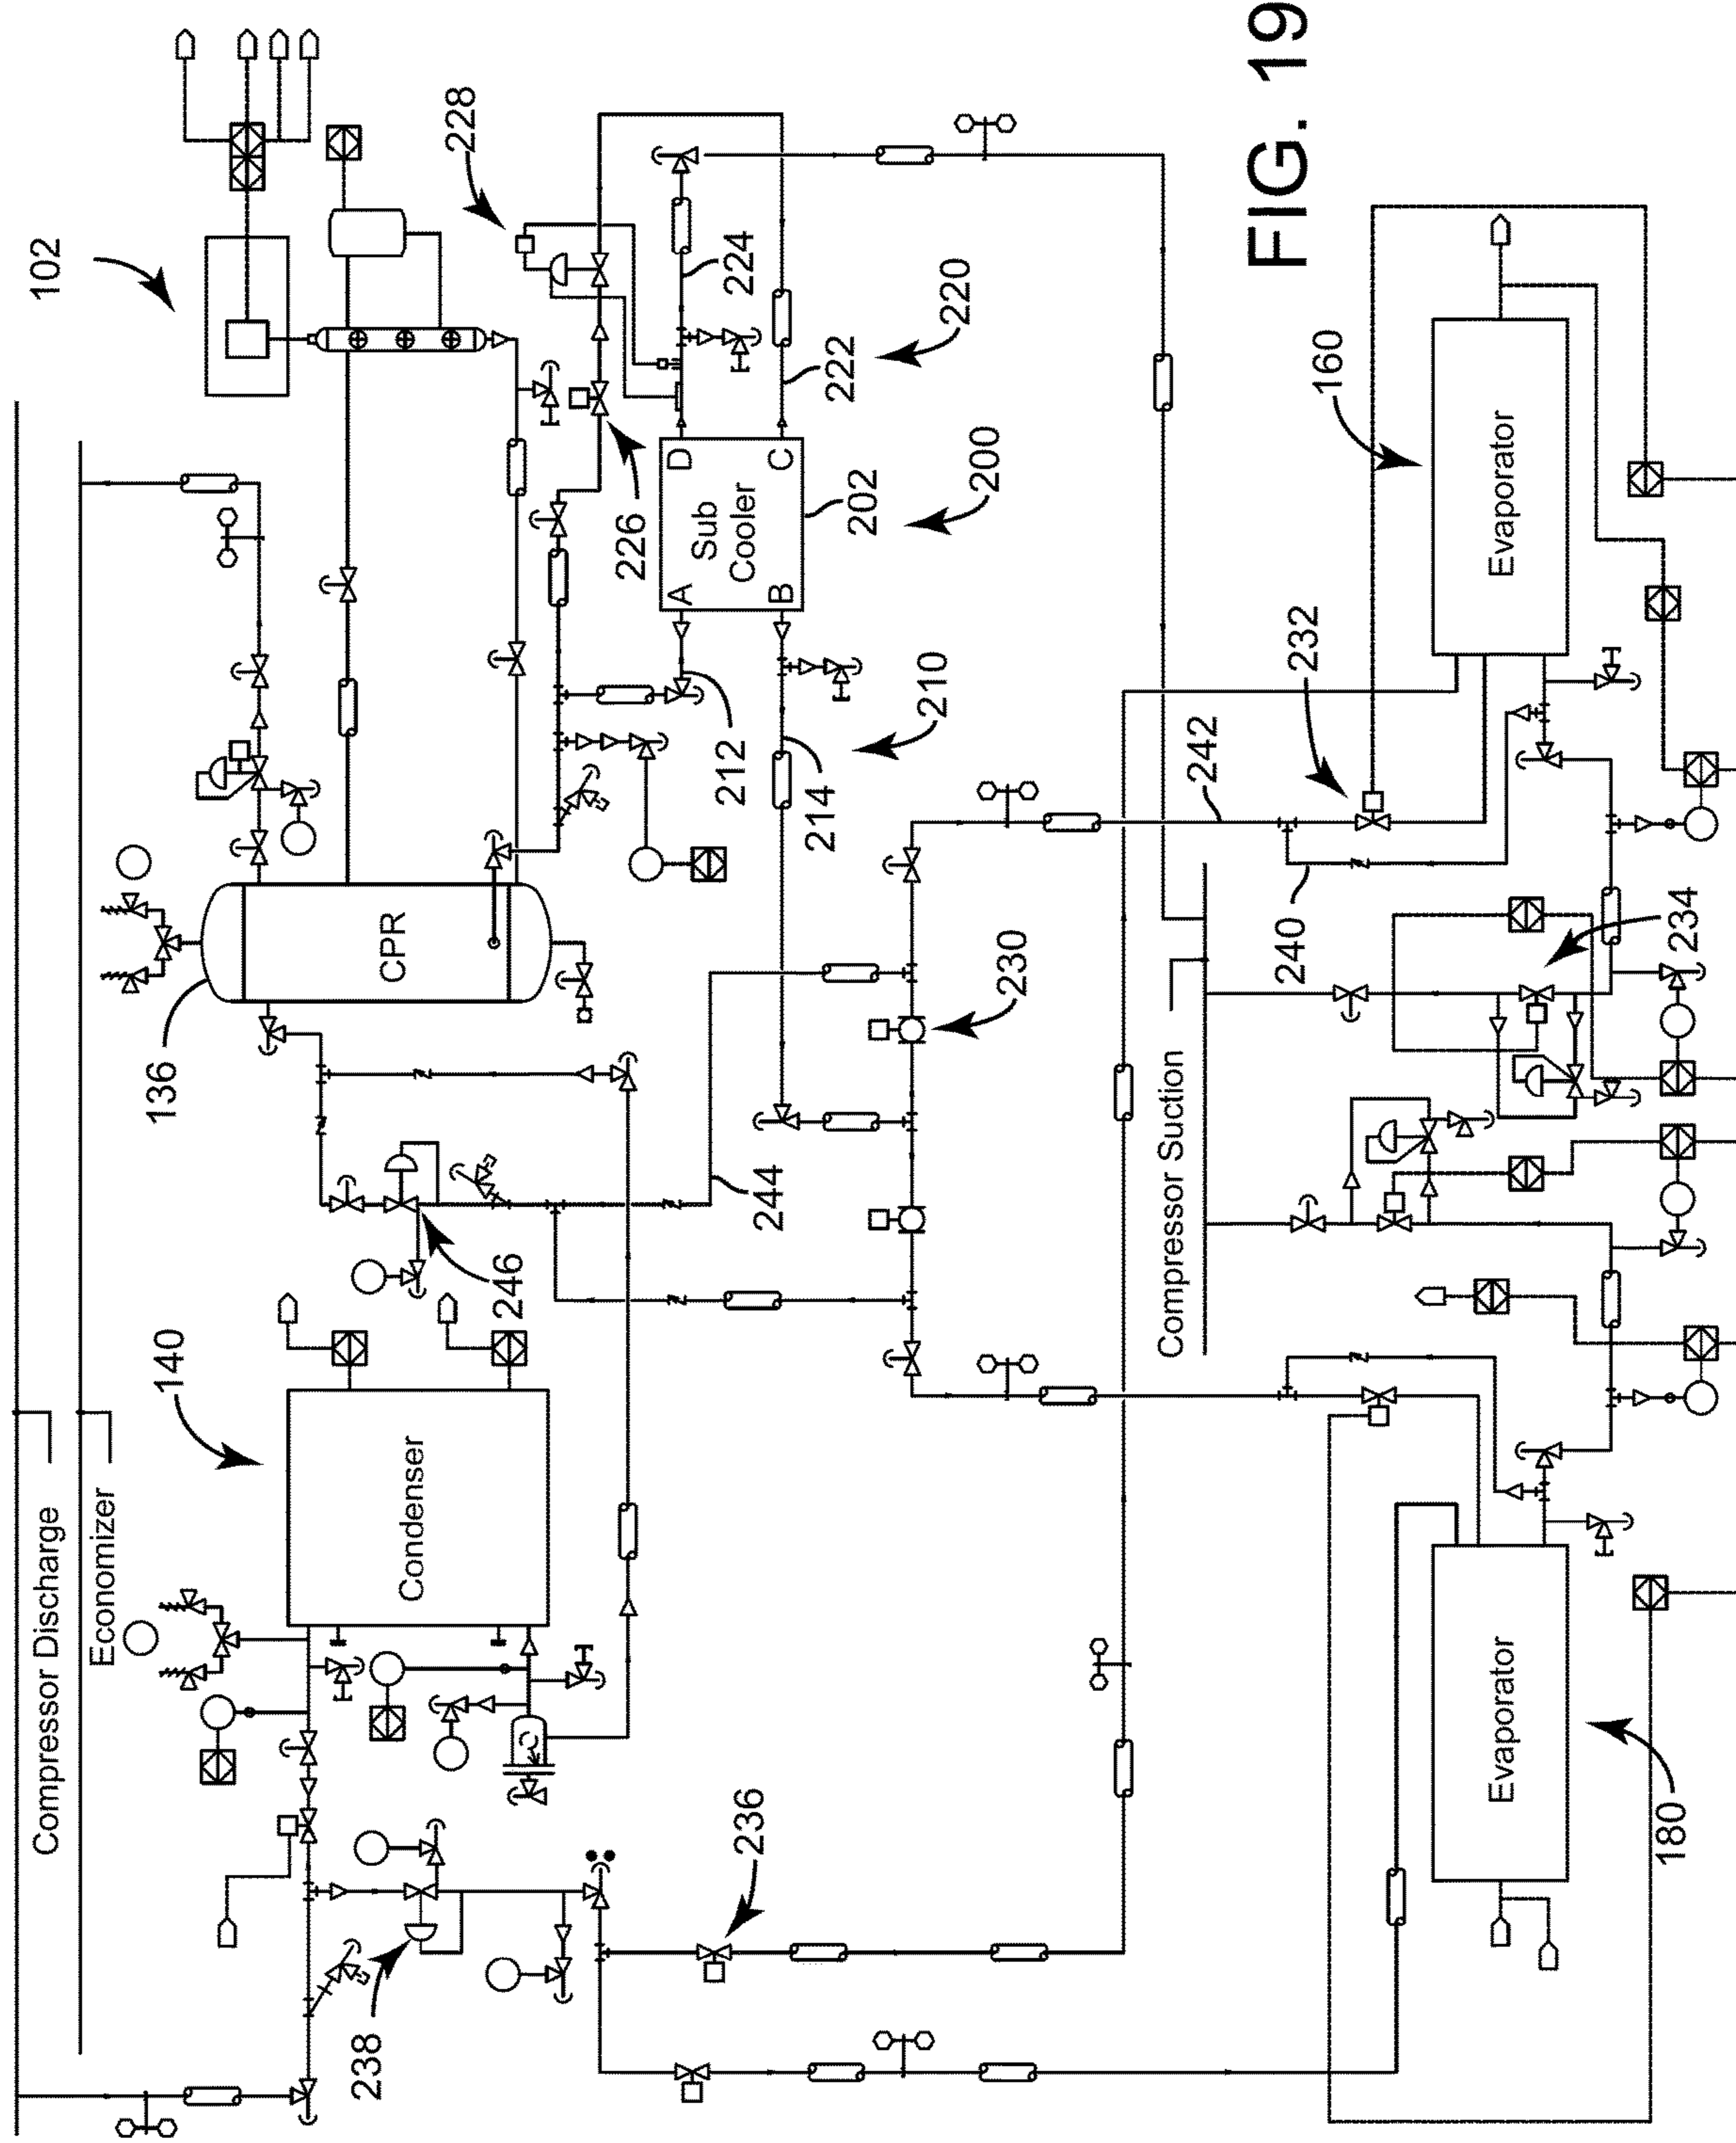 FIG. 19
Compressor Discharge
Economizer
102
136
CPR
140
Condenser
228
224
220
222
226
D
C
A
B
Sub
Cooler
202
200
212
214
210
230
244
246
238
236
Compressor Suction
242
240
232
234
160
Evaporator
180
Evaporator